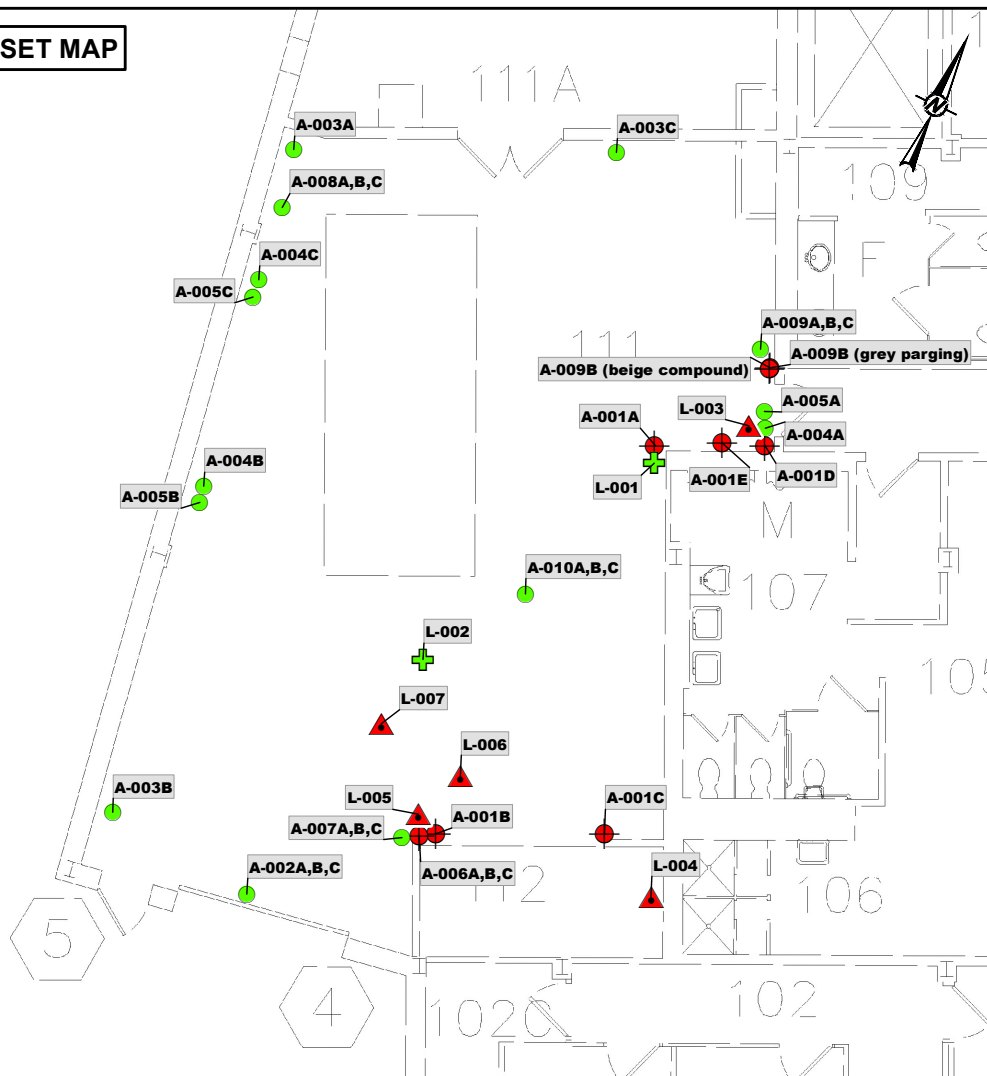 SET MAP
111A
A-003A
A-003C
N
A-008A,B,C
109
A-004C
F
A-005C
A-009A,B,C
111
A-009B (grey parging)
A-009B (beige compound)
A-005A
L-003
A-001A
A-004A
A-004B
A-001E
A-001D
L-001
A-005B
M
A-010A,B,C
107
L-002
105
L-007
L-006
A-003B
L-005
A-001C
A-001B
A-007A,B,C
A-002A,B,C
A-006A,B,C
L-004
112
106
5
4
102C
102